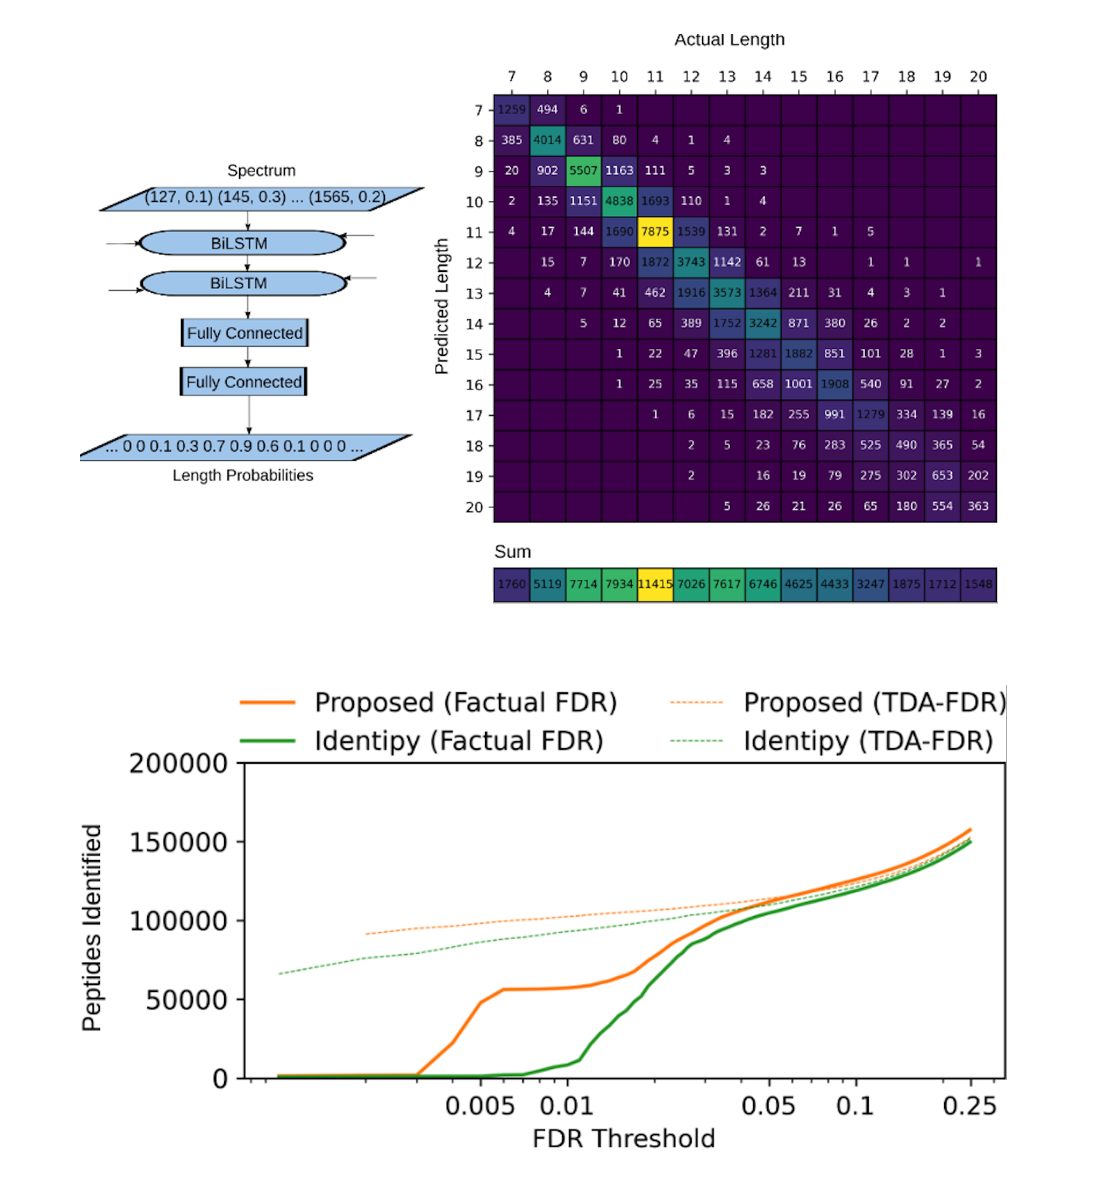 Spectrum
(127, 0.1) (145, 0.3) ... (1565, 0.2)
BiLSTM
BiLSTM
Fully Connected
Fully Connected
... 0 0 0.1 0.3 0.7 0.9 0.6 0.1 0 0 0 ...
Length Probabilities
Actual Length
7 8 9 10 11 12 13 14 15 16 17 18 19 20
Predicted Length
7 1259 494 6 1
8 385 4014 631 80 4 1 4
9 20 902 5507 1163 111 5 3 3
10 2 135 1151 4838 1693 110 1 4
11 4 17 144 1690 7875 1539 131 2 7 1 5
12 15 7 170 1872 3743 1142 61 13 1 1 1
13 4 7 41 462 1916 3573 1364 211 31 4 3 1
14 5 12 65 389 1752 3242 871 380 26 2 2
15 1 22 47 396 1281 1882 851 101 28 1 3
16 1 25 35 115 658 1001 1908 540 91 27 2
17 1 6 15 182 255 991 1279 334 139 16
18 2 5 23 76 283 525 490 365 54
19 2 16 19 79 275 302 653 202
20 5 26 21 26 65 180 554 363
Sum
1760 5119 7714 7934 11415 7026 7617 6746 4625 4433 3247 1875 1712 1548
Proposed (Factual FDR) Proposed (TDA-FDR)
Identipy (Factual FDR) Identipy (TDA-FDR)
Peptides Identified
200000
150000
100000
50000
0
0.005 0.01 0.05 0.1 0.25
FDR Threshold